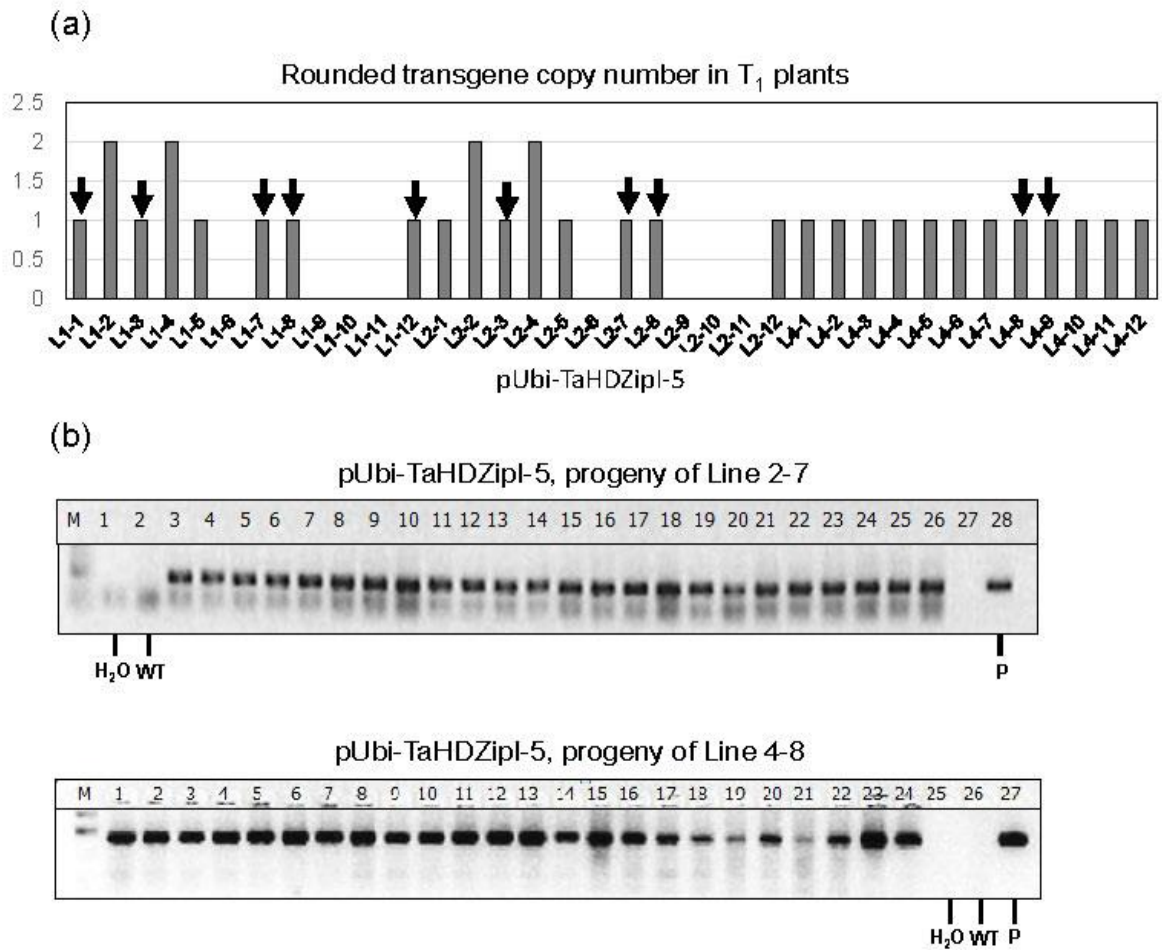 (a)
Rounded transgene copy number in T₁ plants
2.5
2
1.5
1
0.5
0
L1-1 L1-2 L1-3 L1-4 L1-5 L1-6 L1-7 L1-8 L1-9 L1-10 L1-11 L1-12 L2-1 L2-2 L2-3 L2-4 L2-5 L2-6 L2-7 L2-8 L2-9 L2-10 L2-11 L2-12 L4-1 L4-2 L4-3 L4-4 L4-5 L4-6 L4-7 L4-8 L4-9 L4-10 L4-11 L4-12
pUbi-TaHDZipI-5
(b)
pUbi-TaHDZipI-5, progeny of Line 2-7
M 1 2 3 4 5 6 7 8 9 10 11 12 13 14 15 16 17 18 19 20 21 22 23 24 25 26 27 28
H₂O WT P
pUbi-TaHDZipI-5, progeny of Line 4-8
M 1 2 3 4 5 6 7 8 9 10 11 12 13 14 15 16 17 18 19 20 21 22 23 24 25 26 27
H₂O WT P